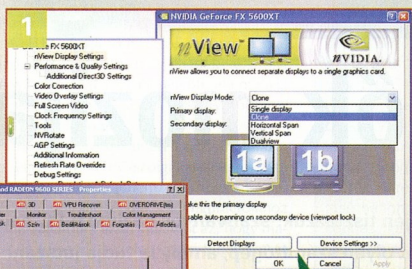 1
NVIDIA GeForce FX 5600XT
GeForce FX 5600XT
nView Display Settings
Performance & Quality Settings
Additional Direct3D Settings
Color Correction
Video Overlay Settings
Full Screen Video
Clock Frequency Settings
Tools
NVRotate
AGP Settings
Additional Information
Refresh Rate Overrides
Debug Settings
nView
NVIDIA.
nView allows you to connect separate displays to a single graphics card.
nView Display Mode: Clone
Primary display:
Secondary display:
Single display
Clone
Horizontal Span
Vertical Span
Dualview
1a 1b
ke this the primary display
able auto-panning on secondary device (viewport lock)
Detect Displays Device Settings >>
OK Cancel Apply
nd RADEON 9600 SERIES - Properties
3D VPU Recover OVERDRIVE(tm)
Monitor Troubleshoot Color Management
Szín Beállítások Forgatás Átfedés